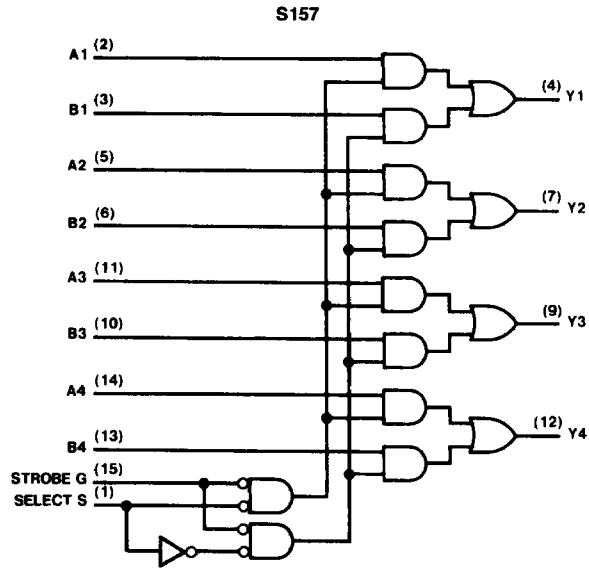 S157
A1 (2)
(4) Y1
B1 (3)
A2 (5)
(7) Y2
B2 (6)
A3 (11)
(9) Y3
B3 (10)
A4 (14)
(12) Y4
B4 (13)
STROBE G (15)
SELECT S (1)